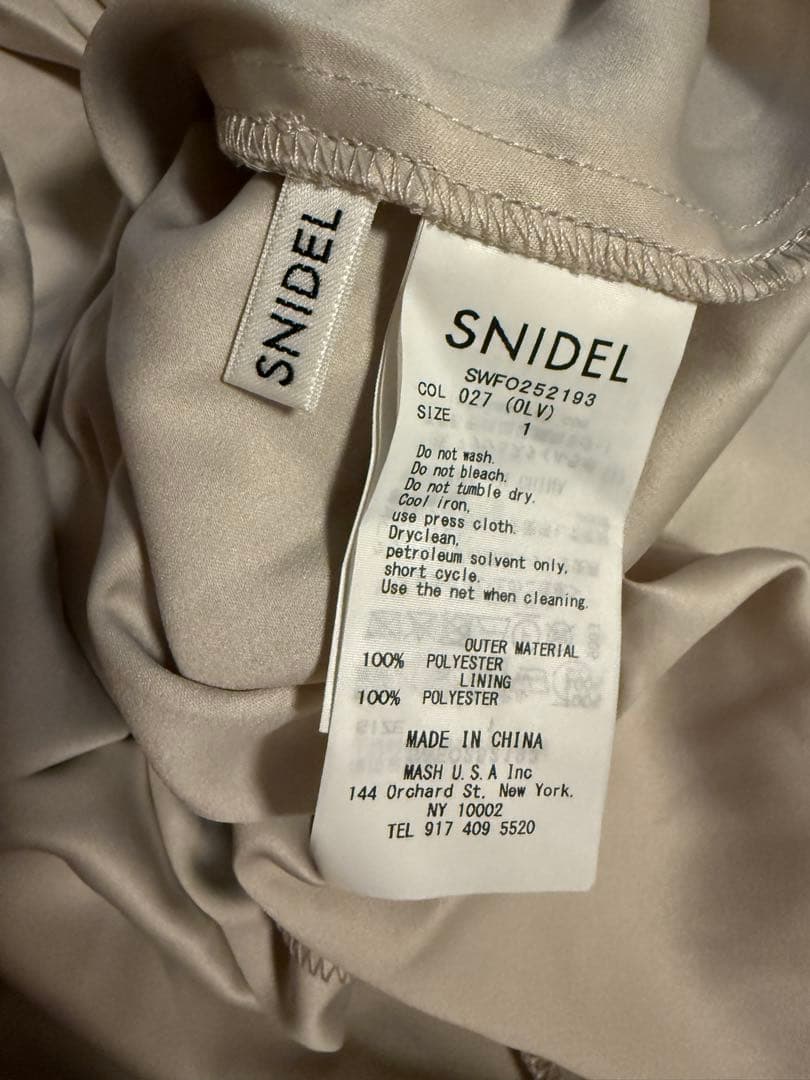 SNIDEL
SNIDEL
SWFO252193
COL 027 (OLV)
SIZE 1
Do not wash.
Do not bleach.
Do not tumble dry.
Cool iron,
use press cloth.
Dryclean,
petroleum solvent only,
short cycle.
Use the net when cleaning.
OUTER MATERIAL
100% POLYESTER
LINING
100% POLYESTER
MADE IN CHINA
MASH U.S.A Inc
144 Orchard St. New York.
NY 10002
TEL 917 409 5520